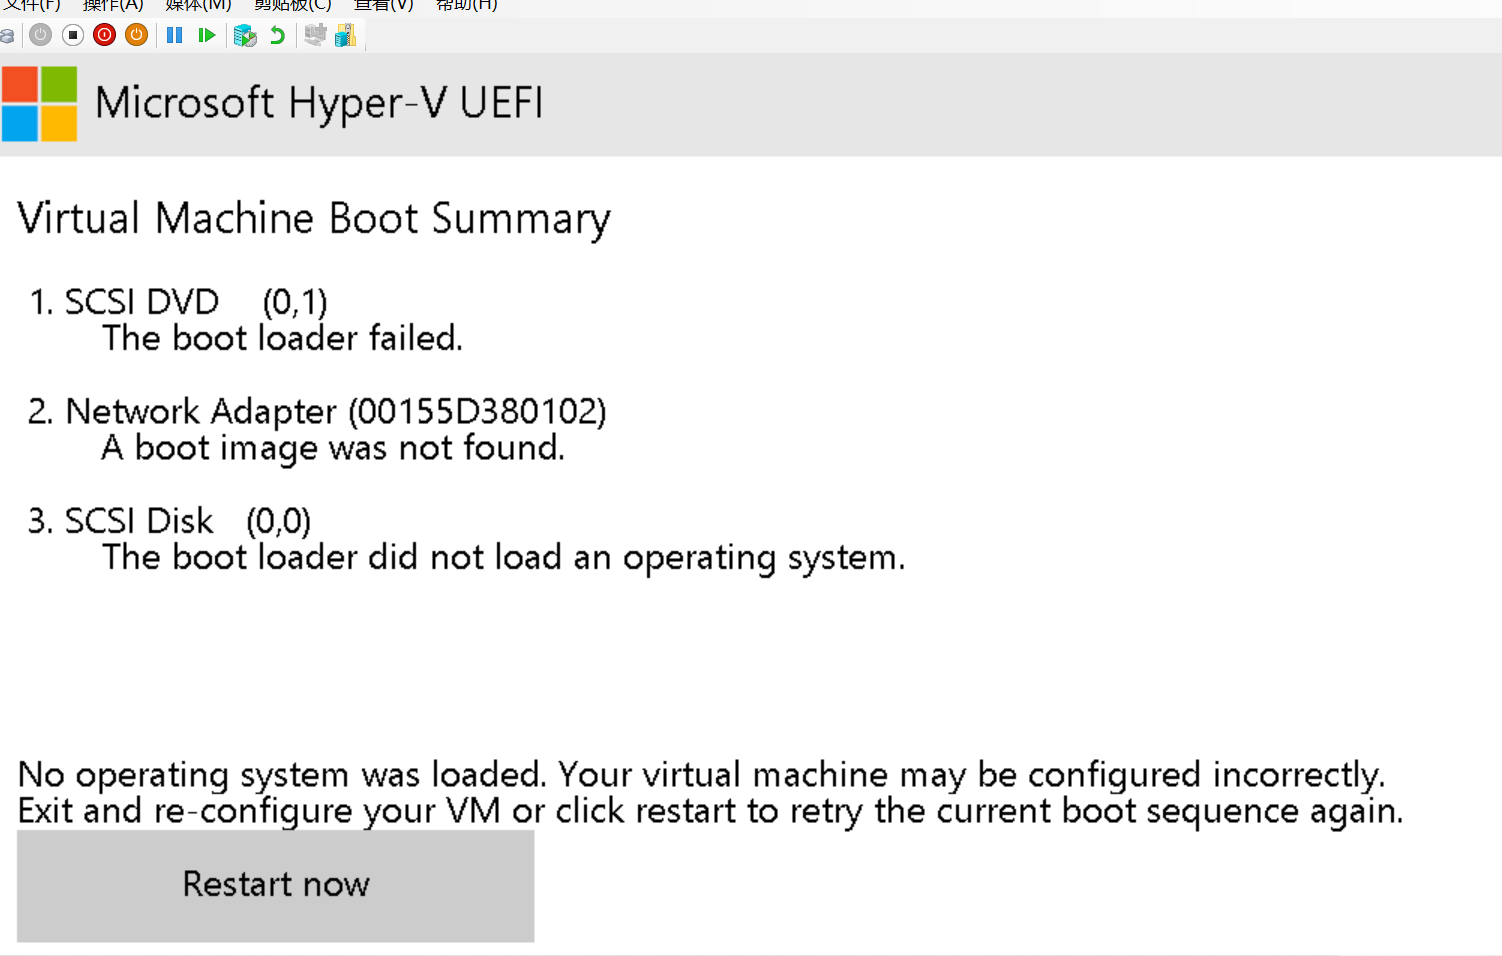 文件(F) 操作(A) 媒体(M) 剪贴板(C) 查看(V) 帮助(H)
Microsoft Hyper-V UEFI
Virtual Machine Boot Summary
1. SCSI DVD (0,1)
The boot loader failed.
2. Network Adapter (00155D380102)
A boot image was not found.
3. SCSI Disk (0,0)
The boot loader did not load an operating system.
No operating system was loaded. Your virtual machine may be configured incorrectly.
Exit and re-configure your VM or click restart to retry the current boot sequence again.
Restart now